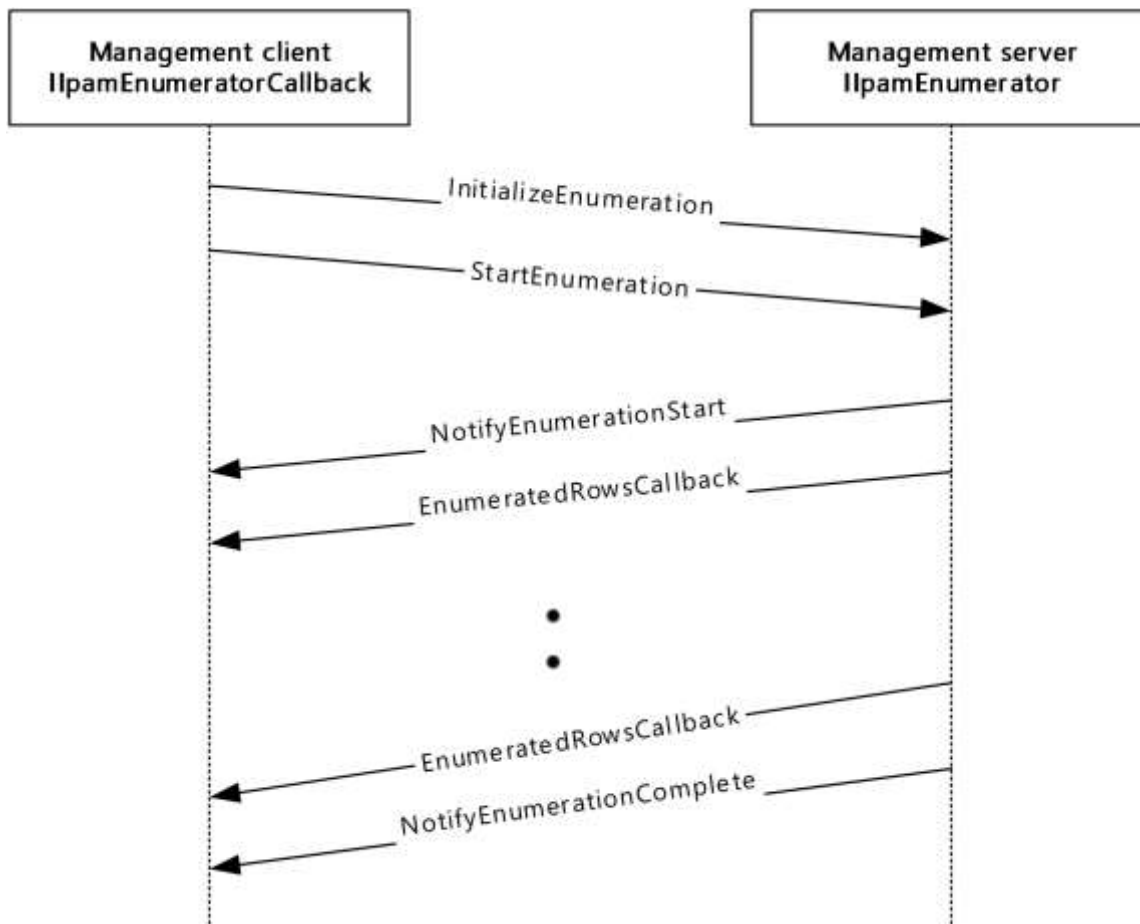 Management client
IIpamEnumeratorCallback
Management server
IIpamEnumerator
InitializeEnumeration
StartEnumeration
NotifyEnumerationStart
EnumeratedRowsCallback
EnumeratedRowsCallback
NotifyEnumerationComplete